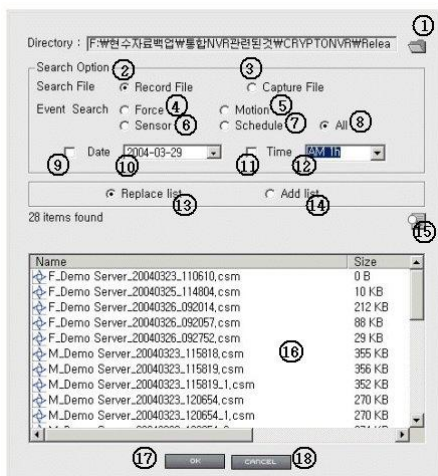 ①
Directory : F:₩현수자료백업₩통합NVR관련된것₩CRYPTONVR₩Relea
Search Option ② ③
Search File Record File Capture File
Event Search Force ④ Motion ⑤
Sensor ⑥ Schedule ⑦ All ⑧
Date 2004-03-29 Time AM 1h
⑨ ⑩ ⑪ ⑫
Replace list Add list
⑬ ⑭
28 items found
⑮
Name Size
F_Demo Server_20040323_110610,csm 0 B
F_Demo Server_20040325_114804,csm 10 KB
F_Demo Server_20040326_092014,csm 212 KB
F_Demo Server_20040326_092057,csm 88 KB
F_Demo Server_20040326_092752,csm 29 KB
M_Demo Server_20040323_115818,csm 355 KB
M_Demo Server_20040323_115819,csm 356 KB
⑯
M_Demo Server_20040323_115819_1,csm 352 KB
M_Demo Server_20040323_120654,csm 270 KB
M_Demo Server_20040323_120654_1,csm 270 KB
⑰ OK CANCEL ⑱